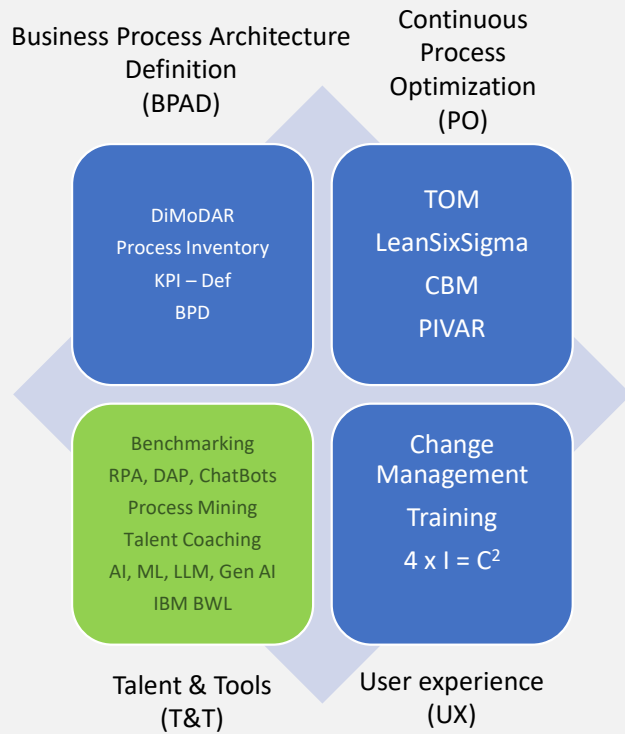 Business Process Architecture
Definition
(BPAD)
Continuous
Process
Optimization
(PO)
DiMoDAR
Process Inventory
KPI – Def
BPD
TOM
LeanSixSigma
CBM
PIVAR
Benchmarking
RPA, DAP, ChatBots
Process Mining
Talent Coaching
AI, ML, LLM, Gen AI
IBM BWL
Change
Management
Training
4 x I = C²
Talent & Tools
(T&T)
User experience
(UX)